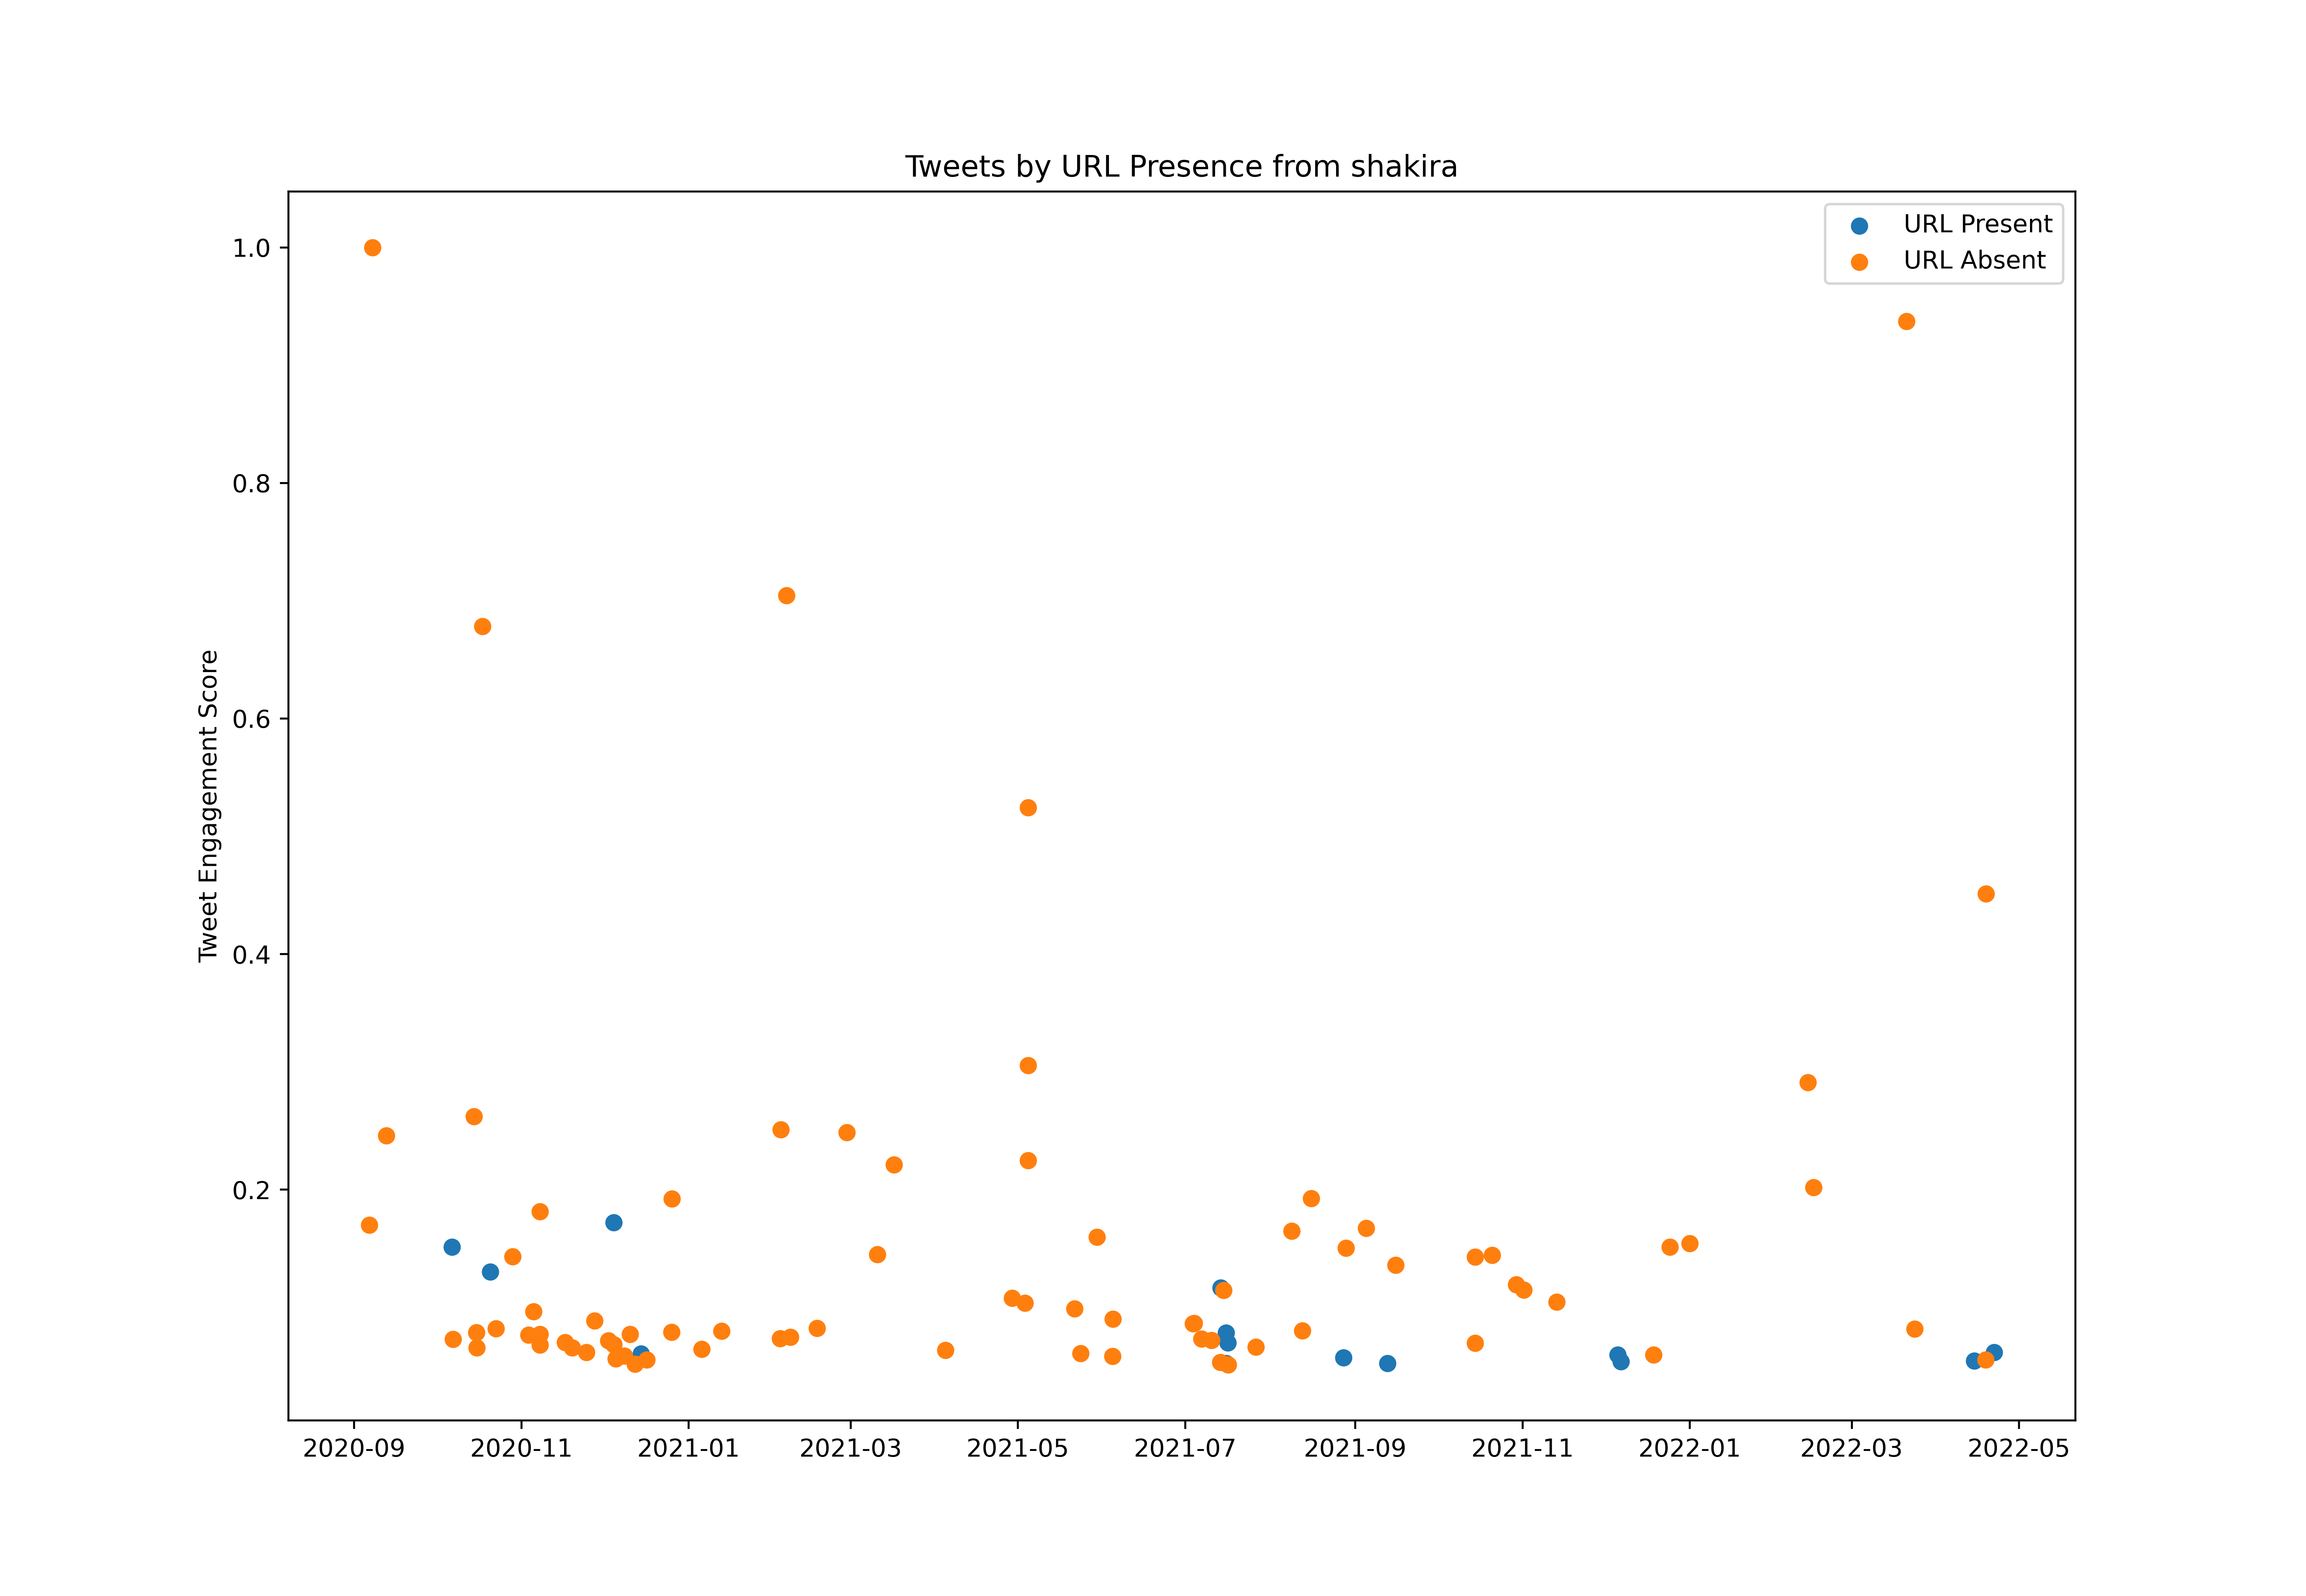 Tweets by URL Presence from shakira
URL Present
URL Absent
Tweet Engagement Score
1.0
0.8
0.6
0.4
0.2
2020-09 2020-11 2021-01 2021-03 2021-05 2021-07 2021-09 2021-11 2022-01 2022-03 2022-05